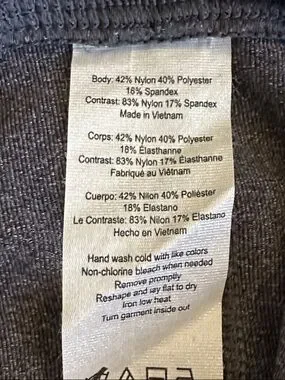 Body: 42% Nylon 40% Polyester
18% Spandex
Contrast: 83% Nylon 17% Spandex
Made in Vietnam
Corps: 42% Nylon 40% Polyester
18% Élasthanne
Contrast: 83% Nylon 17% Élasthanne
Fabriqué au Viêtnam
Cuerpo: 42% Nilon 40% Poliéster
18% Elastano
Le Contraste: 83% Nilon 17% Elastano
Hecho en Vietnam
Hand wash cold with like colors
Non-chlorine bleach when needed
Remove promptly
Reshape and lay flat to dry
Iron low heat
Turn garment inside out